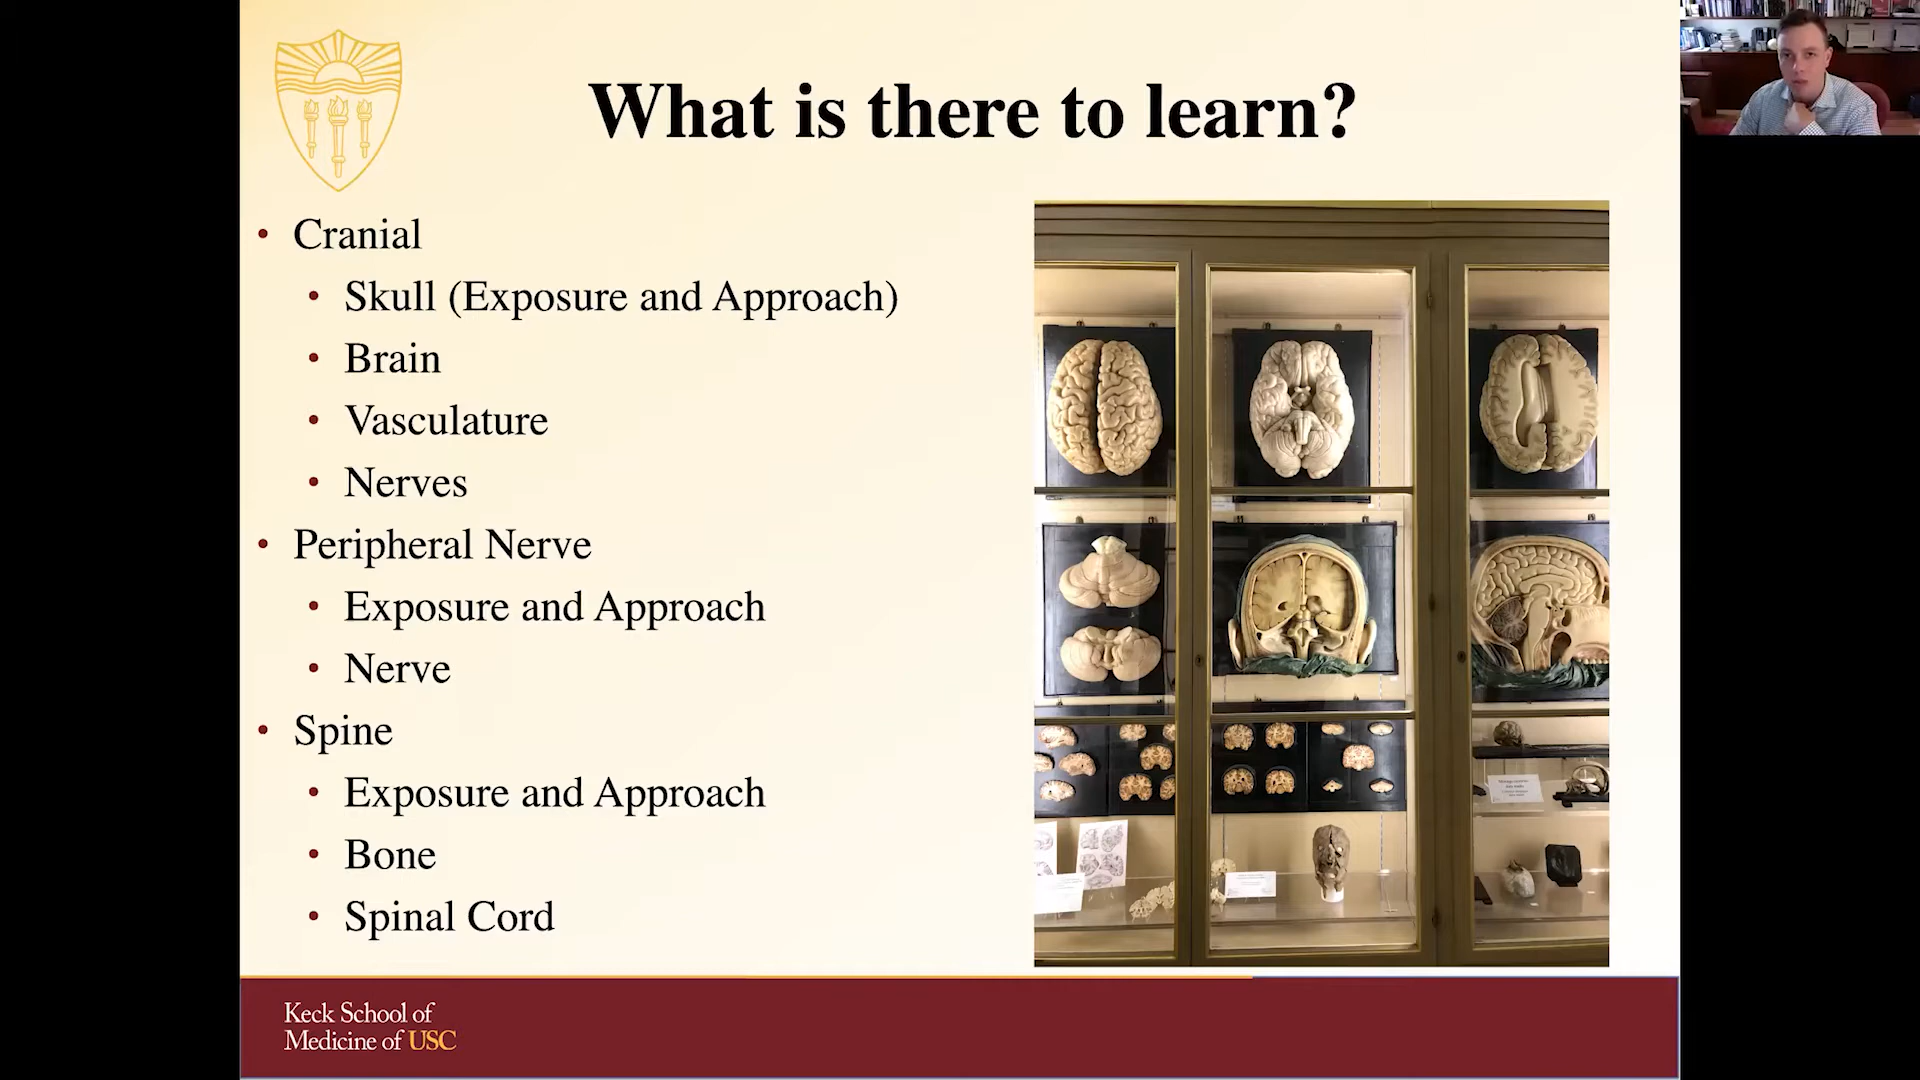 What is there to learn?
• Cranial
• Skull (Exposure and Approach)
• Brain
• Vasculature
• Nerves
• Peripheral Nerve
• Exposure and Approach
• Nerve
• Spine
• Exposure and Approach
• Bone
• Spinal Cord
Keck School of
Medicine of USC